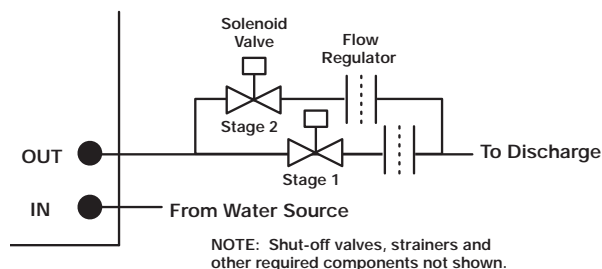 Solenoid
Valve
Flow
Regulator
Stage 2
OUT
To Discharge
Stage 1
IN
From Water Source
NOTE: Shut-off valves, strainers and
other required components not shown.